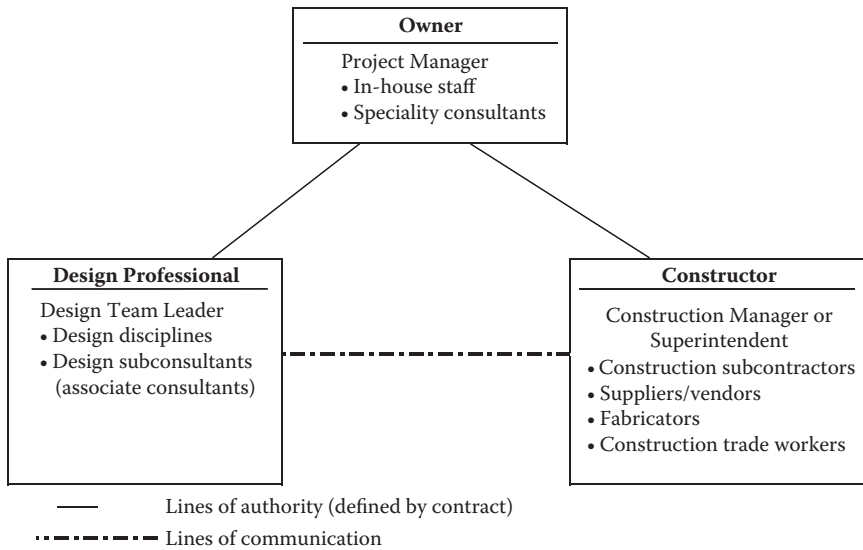 Owner
Project Manager
• In-house staff
• Speciality consultants
Design Professional
Design Team Leader
• Design disciplines
• Design subconsultants
(associate consultants)
Constructor
Construction Manager or
Superintendent
• Construction subcontractors
• Suppliers/vendors
• Fabricators
• Construction trade workers
Lines of authority (defined by contract)
Lines of communication